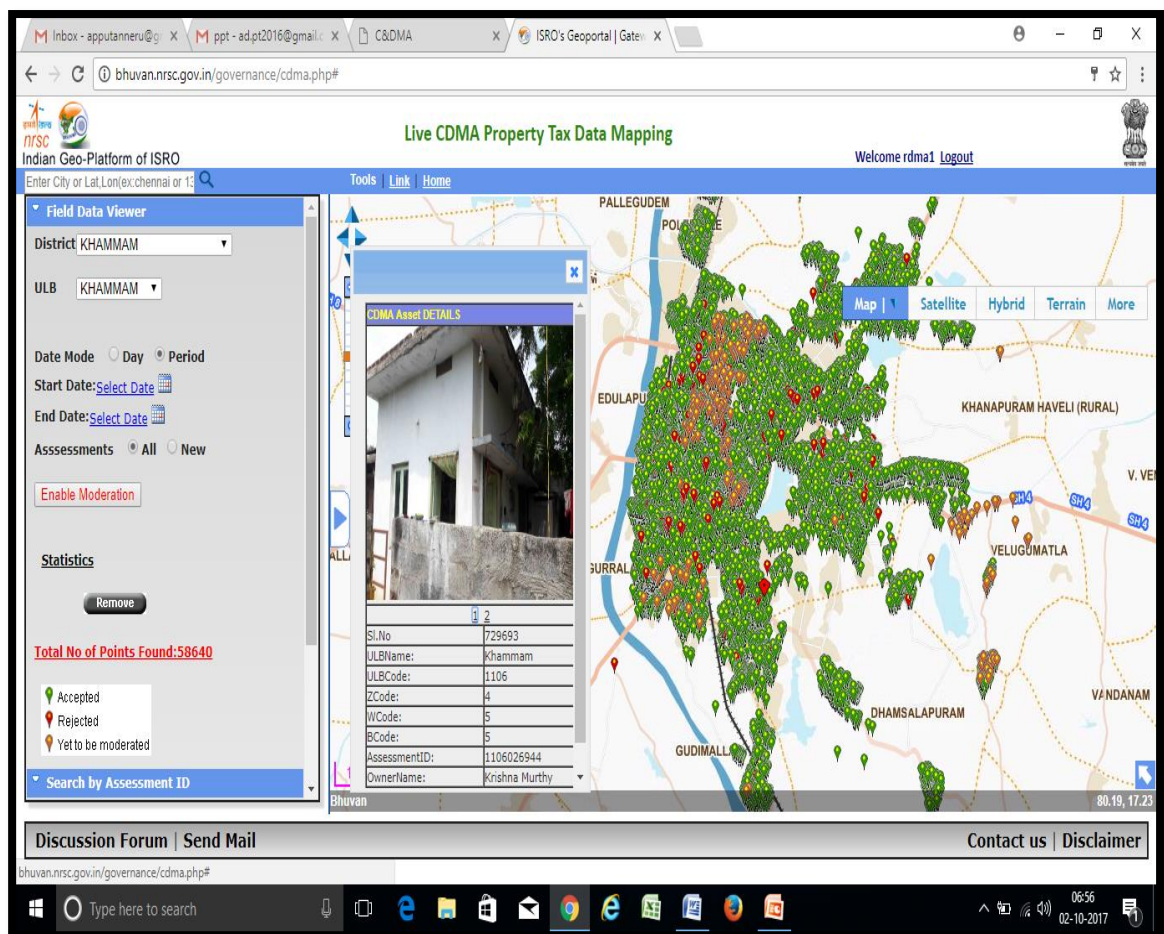 Inbox - apputanneru@g
ppt - ad.pt2016@gmail.c
C&DMA
ISRO's Geoportal | Gatew
bhuvan.nrsc.gov.in/governance/cdma.php#
nrsc
Indian Geo-Platform of ISRO
Live CDMA Property Tax Data Mapping
Welcome rdma1 Logout
Enter City or Lat,Lon(ex:chennai or 13
Tools | Link | Home
Field Data Viewer
District KHAMMAM
ULB KHAMMAM
Date Mode Day Period
Start Date:Select Date
End Date:Select Date
Asssessments All New
Enable Moderation
Statistics
Remove
Total No of Points Found:58640
Accepted
Rejected
Yet to be moderated
Search by Assessment ID
CDMA Asset DETAILS
1 2
Sl.No 729693
ULBName: Khammam
ULBCode: 1106
ZCode: 4
WCode: 5
BCode: 5
AssessmentID: 1106026944
OwnerName: Krishna Murthy
PALLEGUDEM
Map | Satellite Hybrid Terrain More
EDULAPU
KHANAPURAM HAVELI (RURAL)
V. VE
SH4
SH4
SH4
VELUGUMATLA
GURRAL
DHAMSALAPURAM
VANDANAM
GUDIMALL
Bhuvan
80.19, 17.23
Discussion Forum | Send Mail
Contact us | Disclaimer
bhuvan.nrsc.gov.in/governance/cdma.php#
Type here to search
06:56
02-10-2017